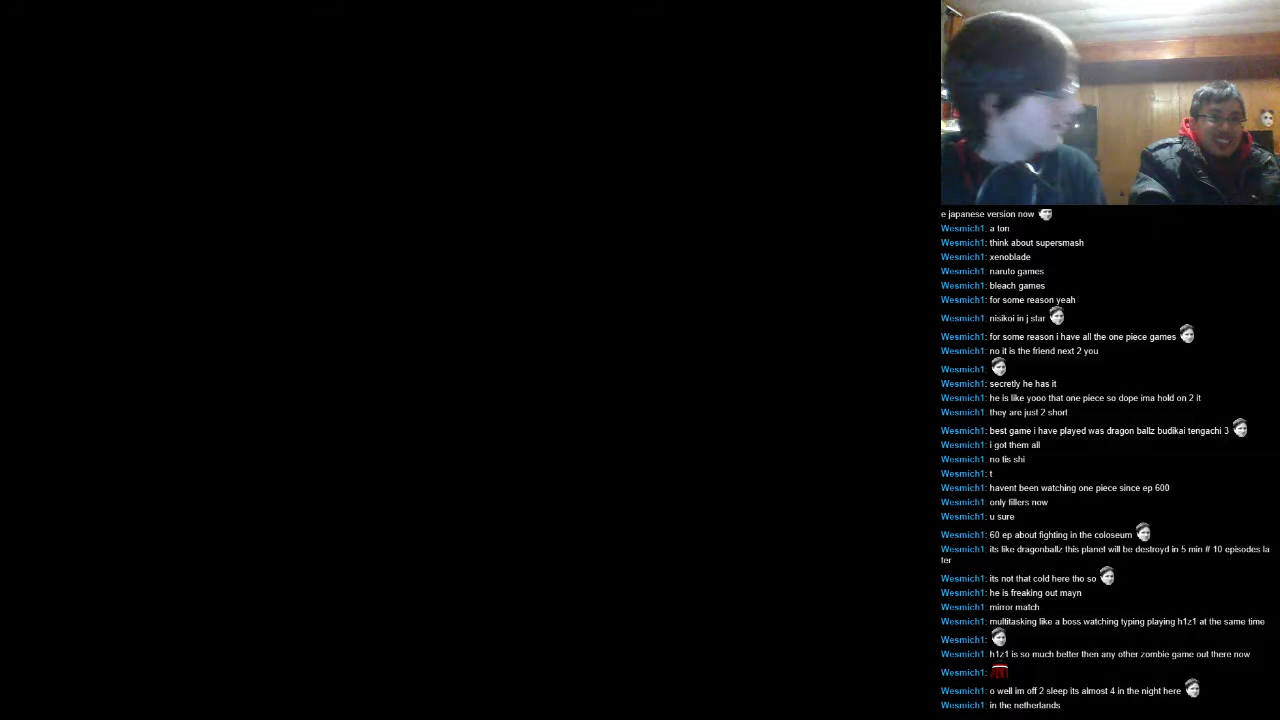 e japanese version now
Wesmich1: a ton
Wesmich1: think about supersmash
Wesmich1: xenoblade
Wesmich1: naruto games
Wesmich1: bleach games
Wesmich1: for some reason yeah
Wesmich1: nisikoi in j star
Wesmich1: for some reason i have all the one piece games
Wesmich1: no it is the friend next 2 you
Wesmich1:
Wesmich1: secretly he has it
Wesmich1: he is like yooo that one piece so dope ima hold on 2 it
Wesmich1: they are just 2 short
Wesmich1: best game i have played was dragon ballz budikai tengachi 3
Wesmich1: i got them all
Wesmich1: no tis shi
Wesmich1: t
Wesmich1: havent been watching one piece since ep 600
Wesmich1: only fillers now
Wesmich1: u sure
Wesmich1: 60 ep about fighting in the coloseum
Wesmich1: its like dragonballz this planet will be destroyd in 5 min # 10 episodes la
ter
Wesmich1: its not that cold here tho so
Wesmich1: he is freaking out mayn
Wesmich1: mirror match
Wesmich1: multitasking like a boss watching typing playing h1z1 at the same time
Wesmich1:
Wesmich1: h1z1 is so much better then any other zombie game out there now
Wesmich1:
Wesmich1: o well im off 2 sleep its almost 4 in the night here
Wesmich1: in the netherlands